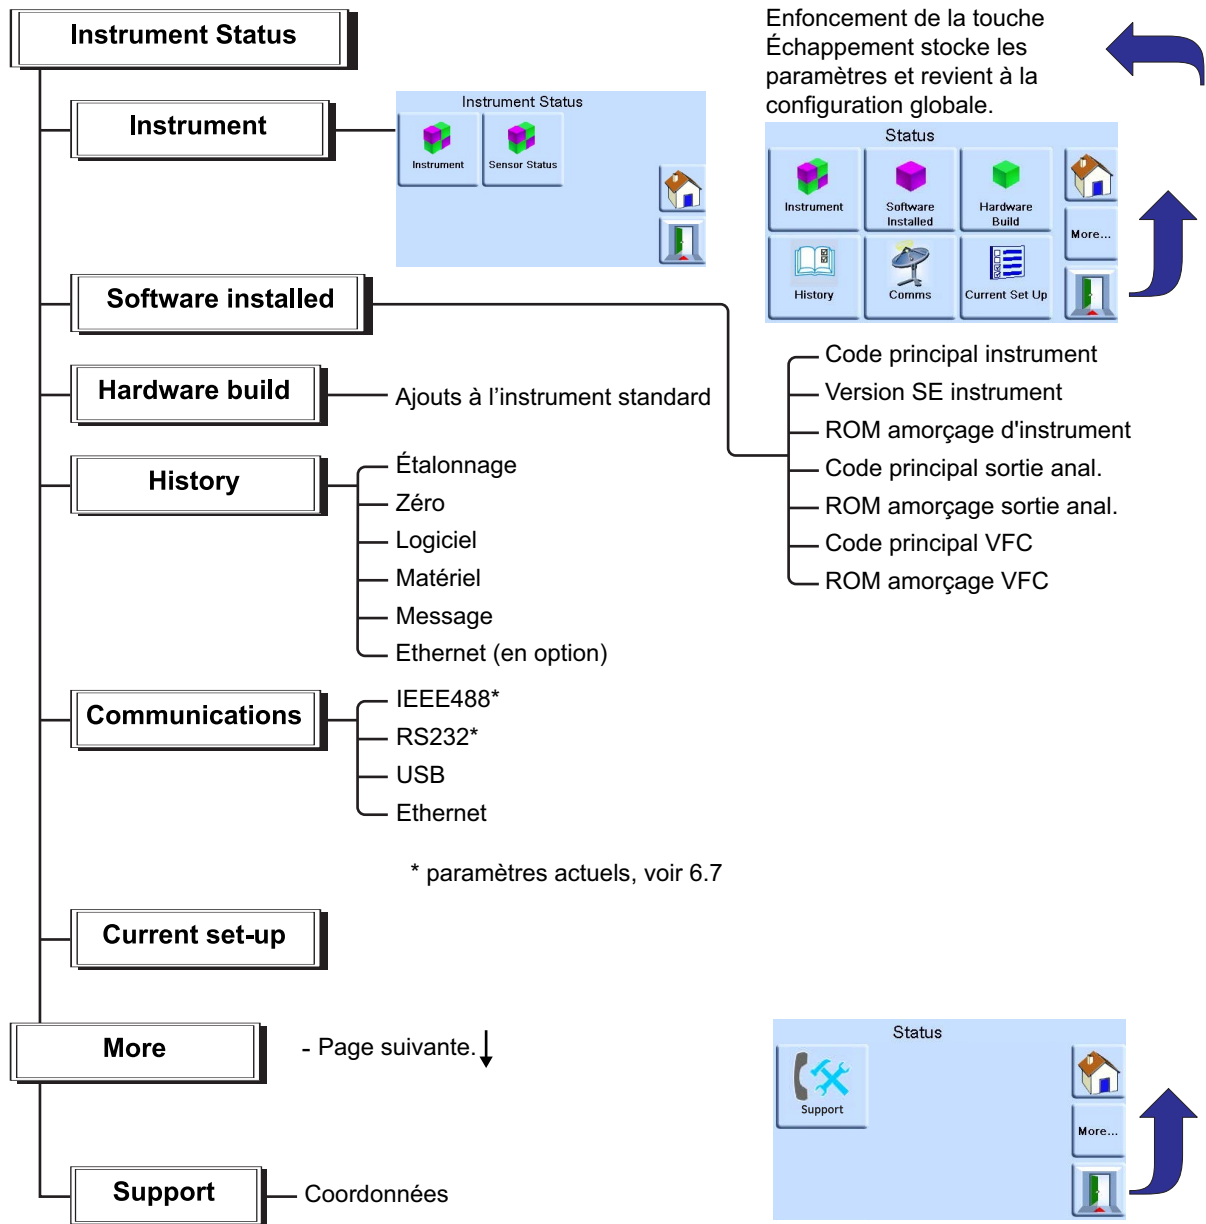 Instrument Status
Enfoncement de la touche
Échappement stocke les
paramètres et revient à la
configuration globale.
Instrument
Instrument Status
Instrument
Sensor Status
Status
Instrument
Software
Installed
Hardware
Build
More...
History
Comms
Current Set Up
Software installed
Code principal instrument
Version SE instrument
ROM amorçage d'instrument
Code principal sortie anal.
ROM amorçage sortie anal.
Code principal VFC
ROM amorçage VFC
Hardware build
Ajouts à l’instrument standard
History
Étalonnage
Zéro
Logiciel
Matériel
Message
Ethernet (en option)
Communications
IEEE488*
RS232*
USB
Ethernet
* paramètres actuels, voir 6.7
Current set-up
More
- Page suivante.
Status
Support
More...
Support
Coordonnées